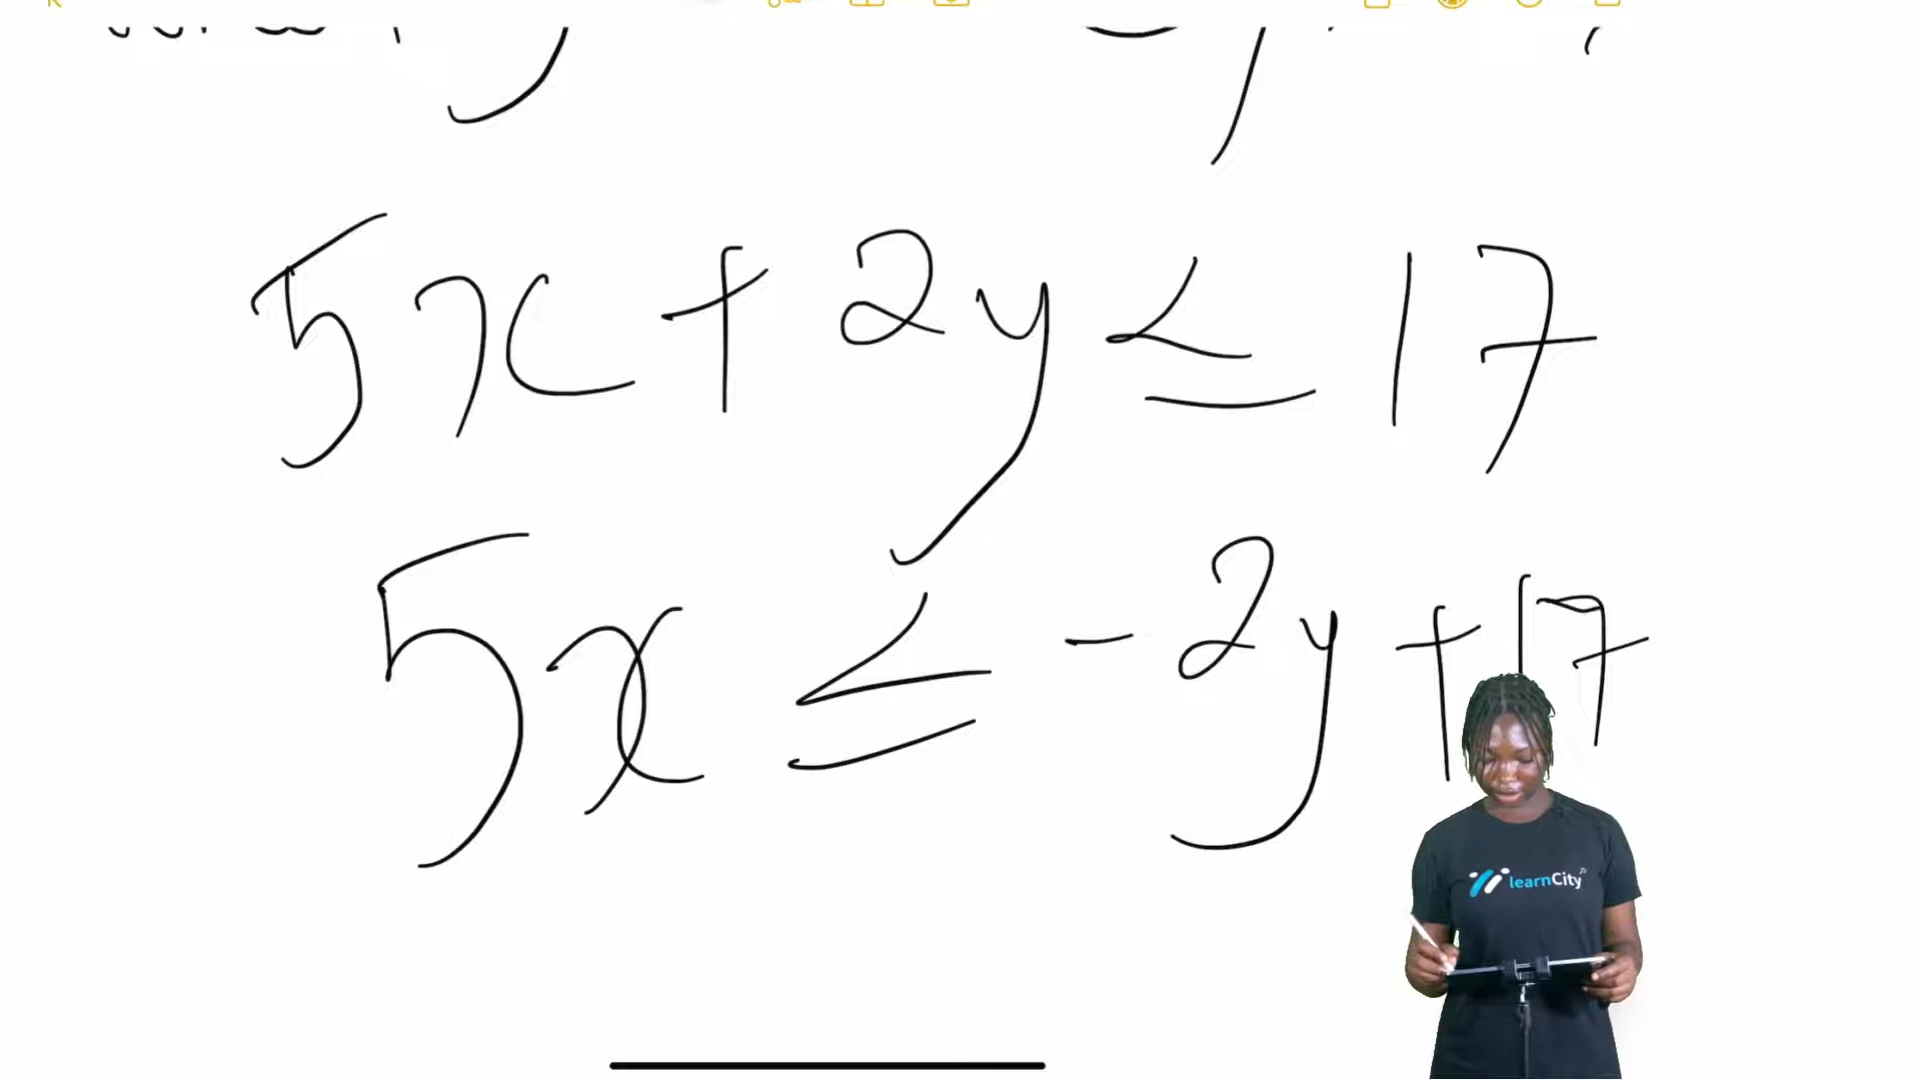 5x + 2y ≤ 17
5x ≤ -2y + 17
learnCity